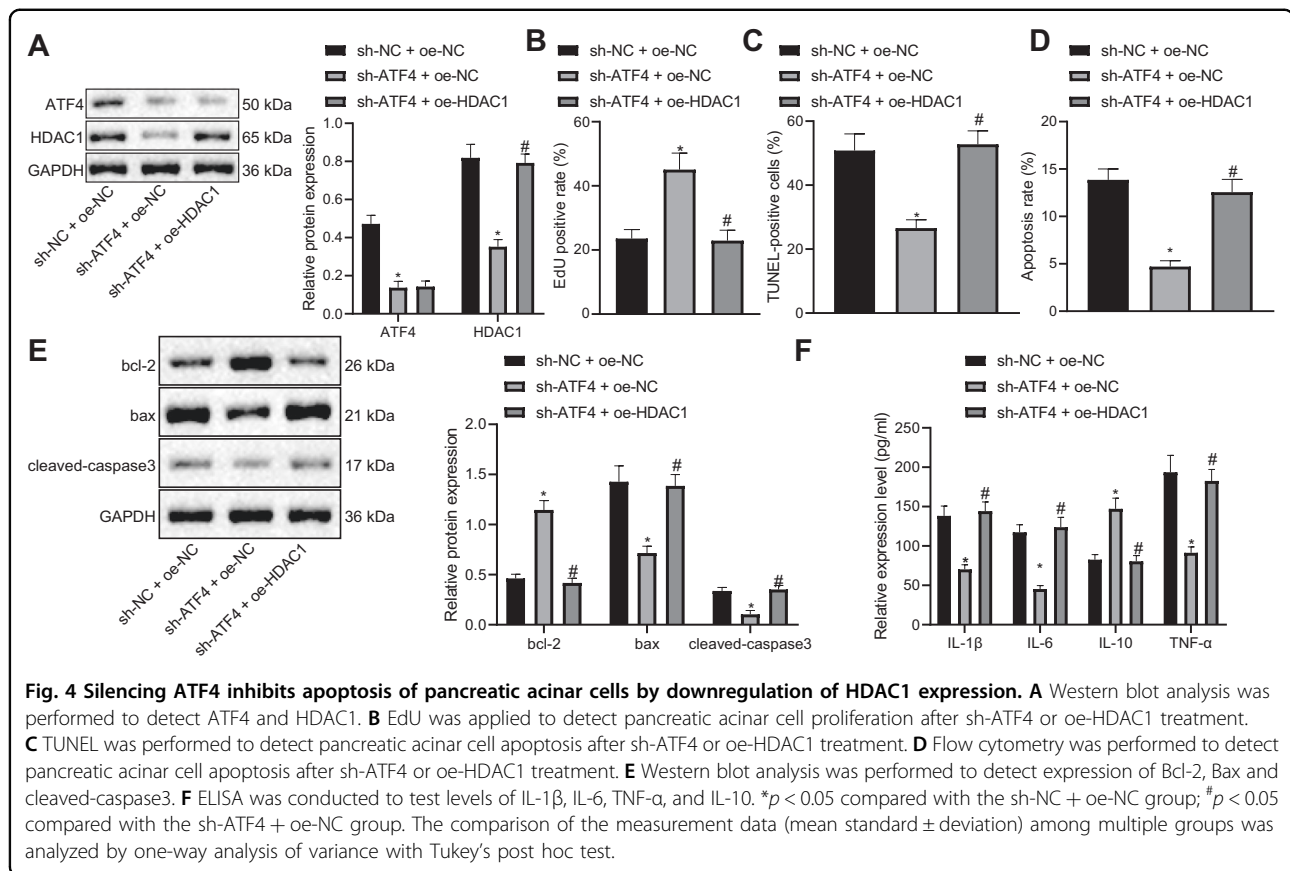 A
ATF4
50 kDa
HDAC1
65 kDa
GAPDH
36 kDa
sh-NC + oe-NC
sh-ATF4 + oe-NC
sh-ATF4 + oe-HDAC1
sh-NC + oe-NC
sh-ATF4 + oe-NC
sh-ATF4 + oe-HDAC1
Relative protein expression
1.0
0.8
0.6
0.4
0.2
0.0
*
*
#
ATF4
HDAC1
B
sh-NC + oe-NC
sh-ATF4 + oe-NC
sh-ATF4 + oe-HDAC1
EdU positive rate (%)
60
40
20
0
*
#
C
sh-NC + oe-NC
sh-ATF4 + oe-NC
sh-ATF4 + oe-HDAC1
TUNEL-positive cells (%)
60
40
20
0
*
#
D
sh-NC + oe-NC
sh-ATF4 + oe-NC
sh-ATF4 + oe-HDAC1
Apoptosis rate (%)
20
15
10
5
0
*
#
E
bcl-2
26 kDa
bax
21 kDa
cleaved-caspase3
17 kDa
GAPDH
36 kDa
sh-NC + oe-NC
sh-ATF4 + oe-NC
sh-ATF4 + oe-HDAC1
sh-NC + oe-NC
sh-ATF4 + oe-NC
sh-ATF4 + oe-HDAC1
Relative protein expression
2.0
1.5
1.0
0.5
0.0
*
#
*
#
*
#
bcl-2
bax
cleaved-caspase3
F
sh-NC + oe-NC
sh-ATF4 + oe-NC
sh-ATF4 + oe-HDAC1
Relative expression level (pg/ml)
250
200
150
100
50
0
*
#
*
#
*
#
*
#
IL-1β
IL-6
IL-10
TNF-α
Fig. 4 Silencing ATF4 inhibits apoptosis of pancreatic acinar cells by downregulation of HDAC1 expression. A Western blot analysis was
performed to detect ATF4 and HDAC1. B EdU was applied to detect pancreatic acinar cell proliferation after sh-ATF4 or oe-HDAC1 treatment.
C TUNEL was performed to detect pancreatic acinar cell apoptosis after sh-ATF4 or oe-HDAC1 treatment. D Flow cytometry was performed to detect
pancreatic acinar cell apoptosis after sh-ATF4 or oe-HDAC1 treatment. E Western blot analysis was performed to detect expression of Bcl-2, Bax and
cleaved-caspase3. F ELISA was conducted to test levels of IL-1β, IL-6, TNF-α, and IL-10. *p < 0.05 compared with the sh-NC + oe-NC group; #p < 0.05
compared with the sh-ATF4 + oe-NC group. The comparison of the measurement data (mean standard ± deviation) among multiple groups was
analyzed by one-way analysis of variance with Tukey's post hoc test.